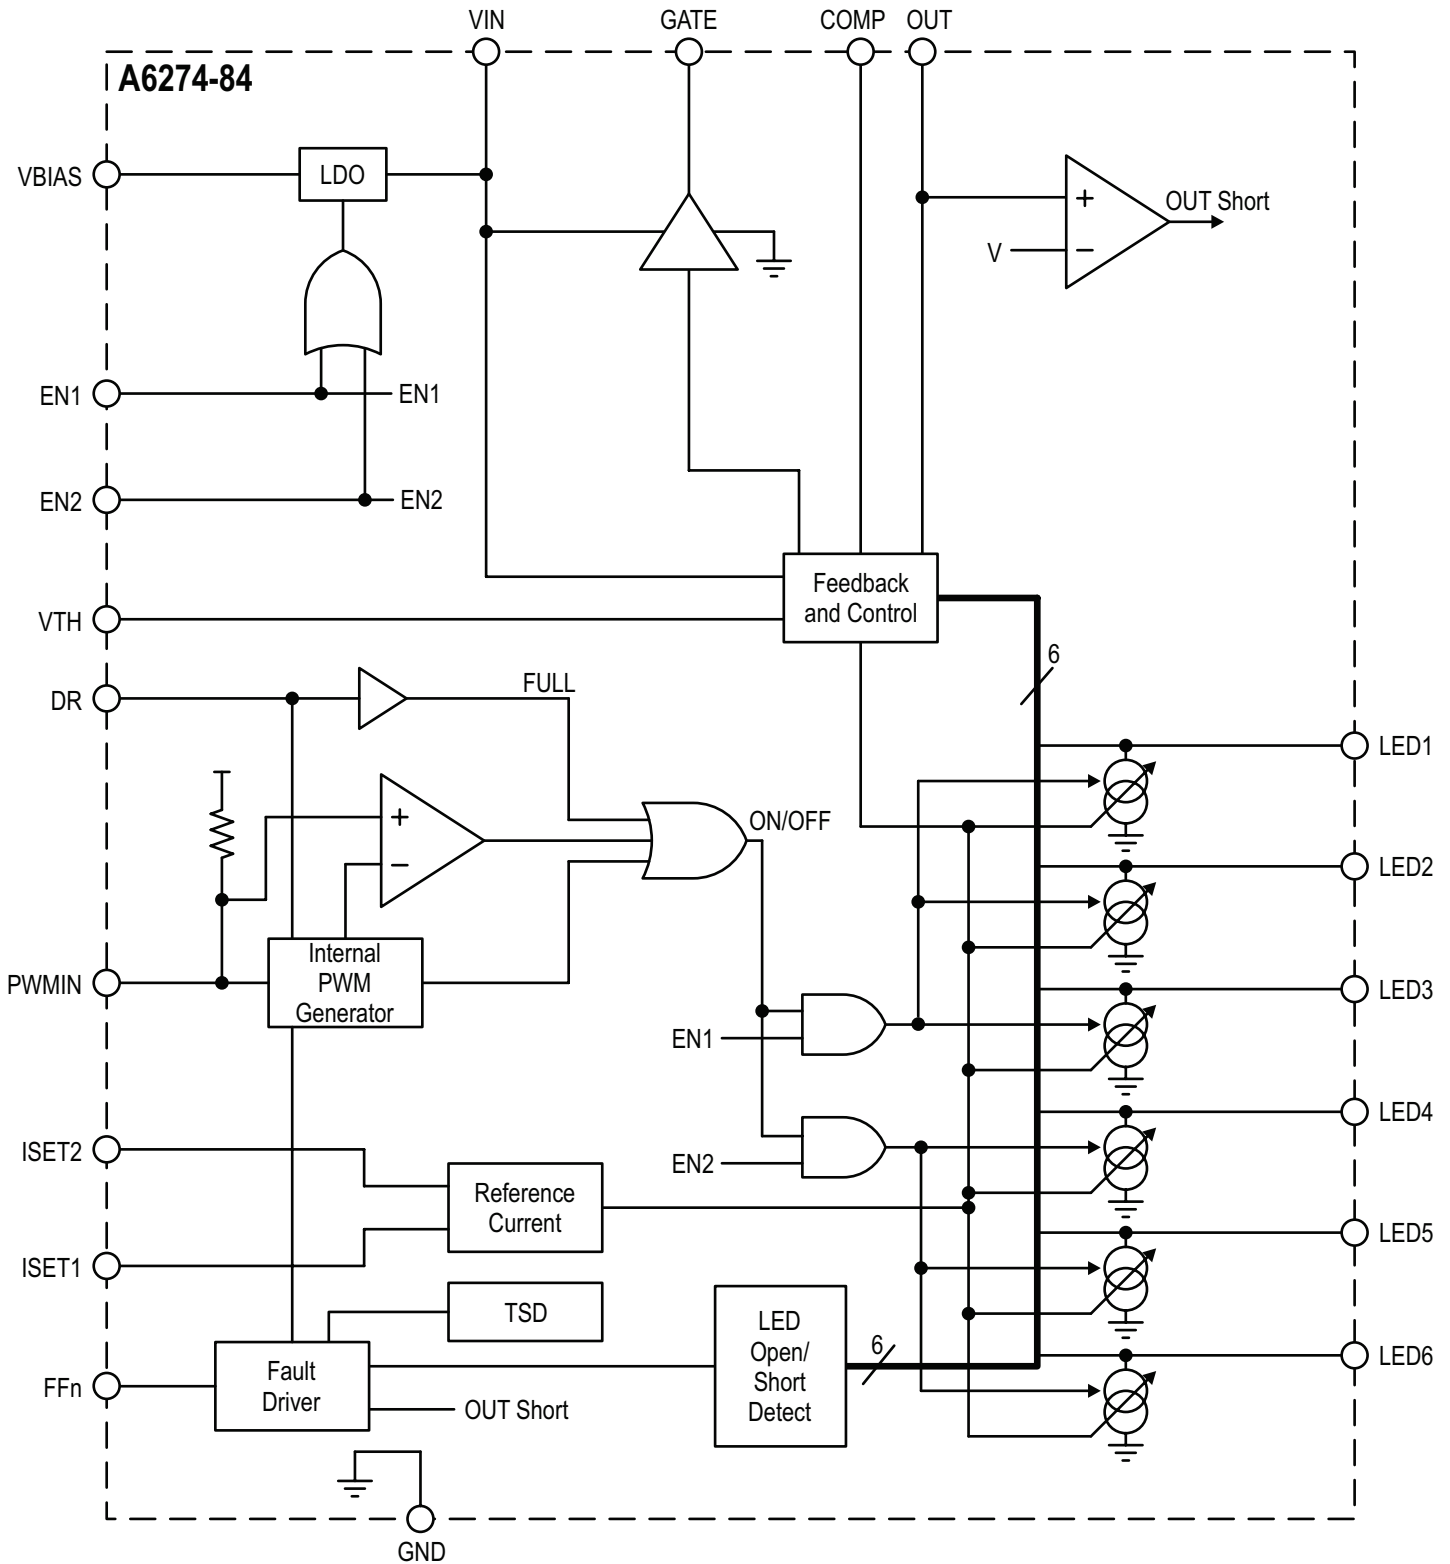 VIN GATE COMP OUT
A6274-84
VBIAS LDO
OUT Short
+
V −
EN1 EN1
EN2 EN2
Feedback
and Control
VTH
6
DR FULL
LED1
+ ON/OFF
−
LED2
Internal
PWM
Generator
PWMIN
LED3
EN1
LED4
ISET2
EN2
Reference
Current
LED5
ISET1
TSD
LED
Open/
Short
Detect
6
LED6
Fault
Driver
FFn
OUT Short
GND